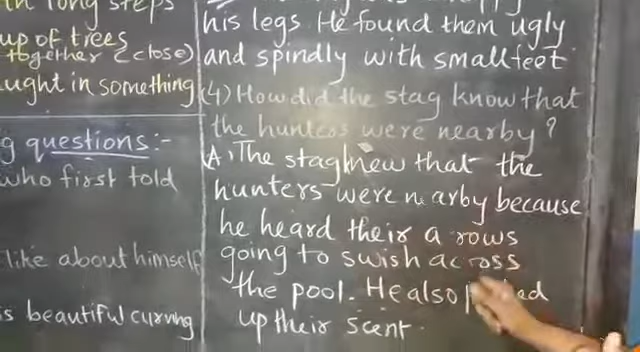 in long steps
up of trees
together (close)
ught in something
g questions:-
who first told
like about himself
is beautiful curving
his legs. He found them ugly
and spindly with small feet
(4) How did the stag know that
the hunters were nearby?
A. The stag knew that the
hunters were nearby because
he heard their a rows
going to swish across
the pool. He also
up their scent.